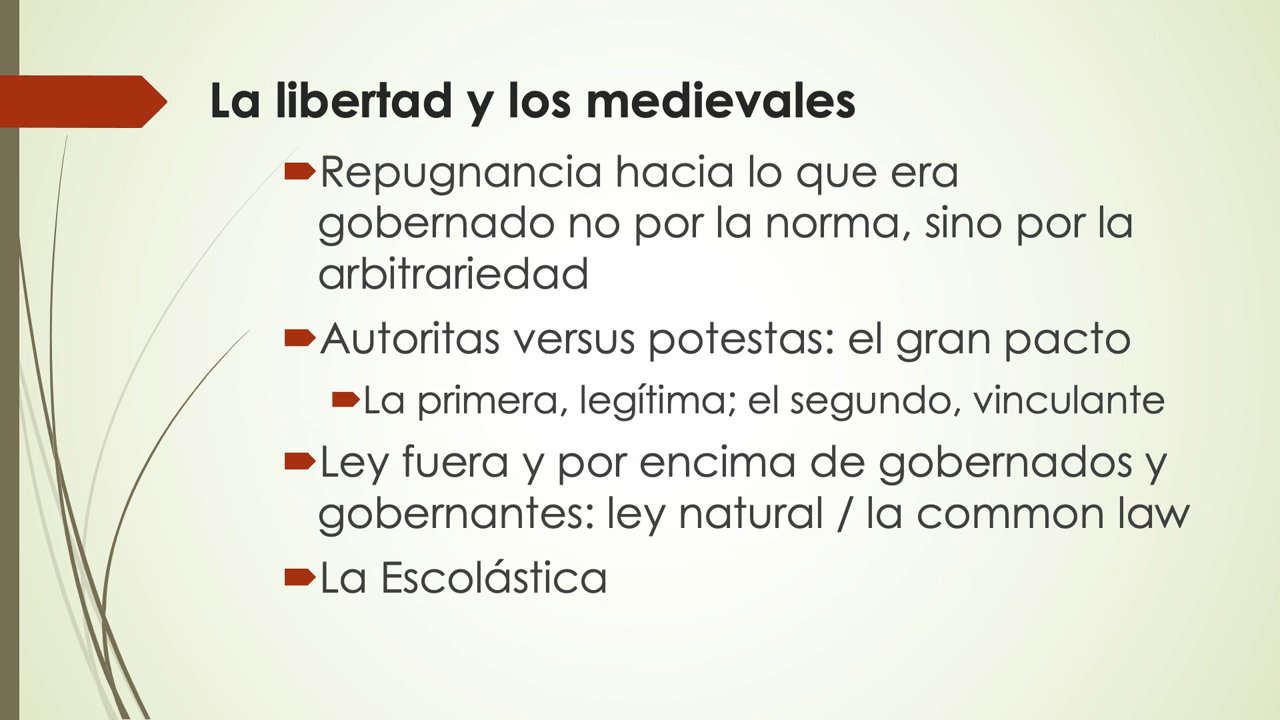 La libertad y los medievales
Repugnancia hacia lo que era
gobernado no por la norma, sino por la
arbitrariedad
Autoritas versus potestas: el gran pacto
La primera, legítima; el segundo, vinculante
Ley fuera y por encima de gobernados y
gobernantes: ley natural / la common law
La Escolástica